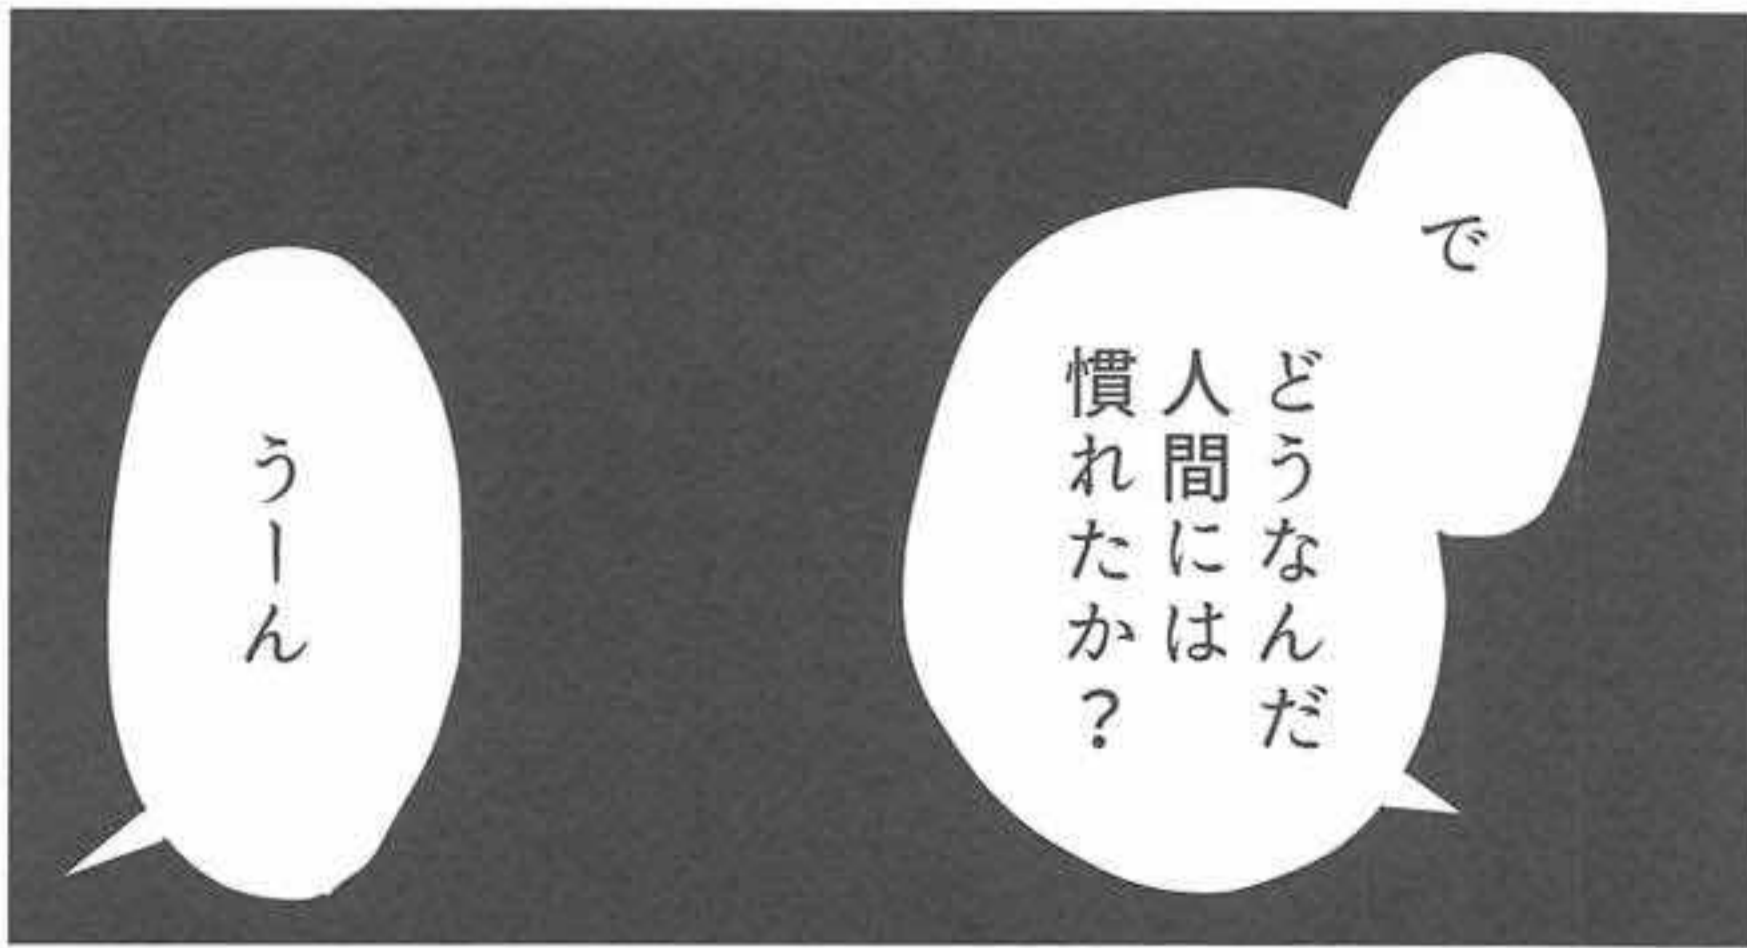 で
どうなんだ
人間には
慣れたか？
うーん